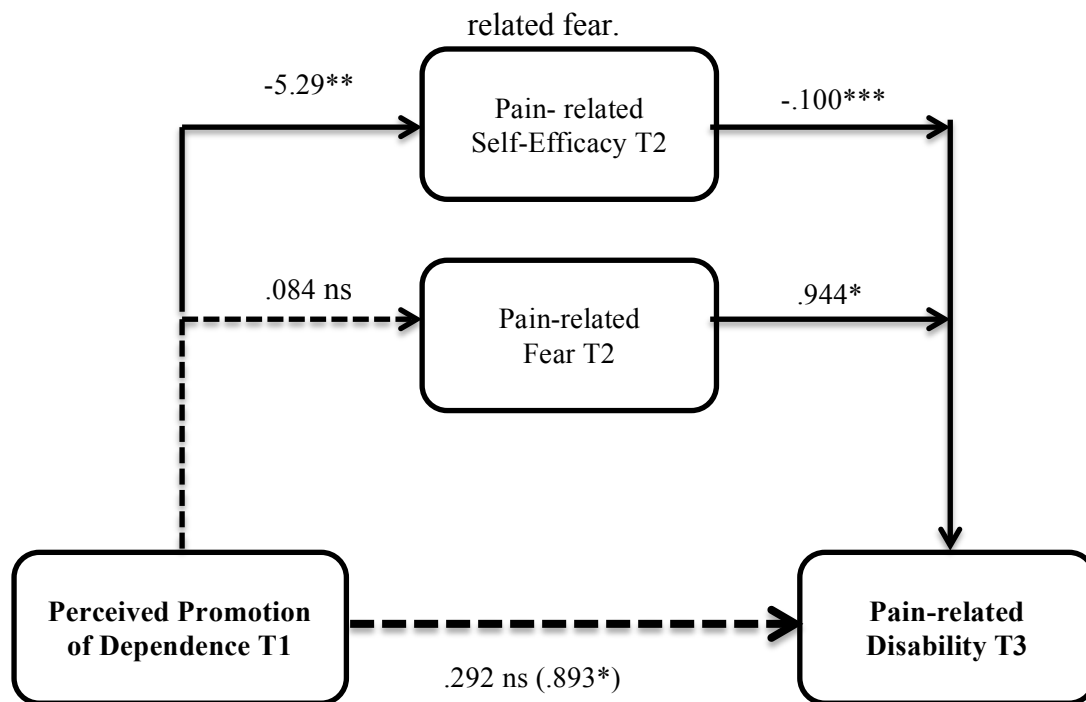 related fear.
-5.29**
Pain- related
Self-Efficacy T2
-.100***
.084 ns
Pain-related
Fear T2
.944*
Perceived Promotion
of Dependence T1
Pain-related
Disability T3
.292 ns (.893*)